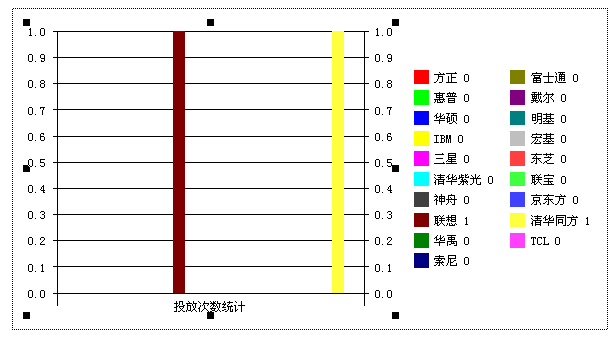 1.0
0.9
0.8
0.7
0.6
0.5
0.4
0.3
0.2
0.1
0.0
1.0
0.9
0.8
0.7
0.6
0.5
0.4
0.3
0.2
0.1
0.0
投放次数统计
方正 0
惠普 0
华硕 0
IBM 0
三星 0
清华紫光 0
神舟 0
联想 1
华禹 0
索尼 0
富士通 0
戴尔 0
明基 0
宏基 0
东芝 0
联宝 0
京东方 0
清华同方 1
TCL 0